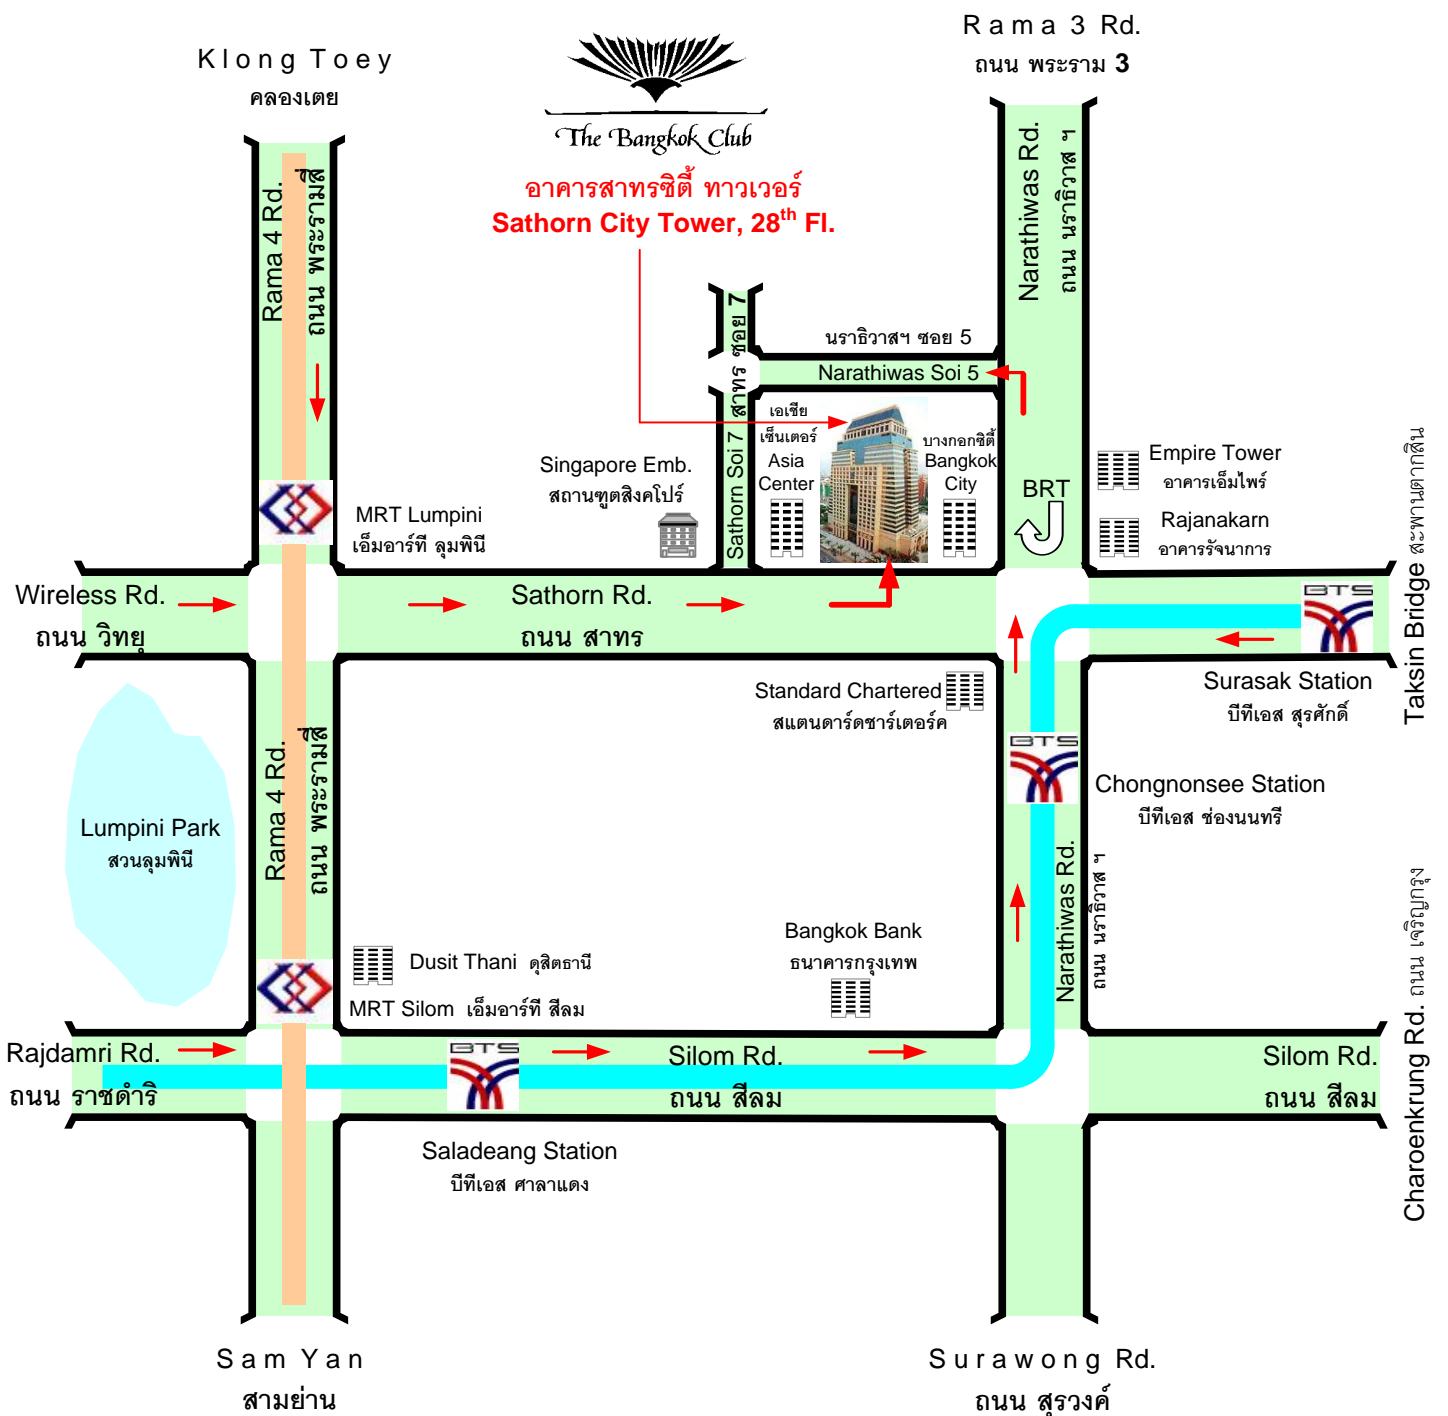 Rama 3 Rd.
ถนน พระราม 3
Klong Toey
คลองเตย
The Bangkok Club
อาคารสาทรซิตี้ ทาวเวอร์
Sathorn City Tower, 28th Fl.
Rama 4 Rd.
ถนน พระรามสี่
Narathiwas Rd.
ถนน นราธิวาส ฯ
Sathorn Soi 7 สาทร ซอย 7
นราธิวาสฯ ซอย 5
Narathiwas Soi 5
เอเซีย
เซ็นเตอร์
Asia
Center
บางกอกซิตี้
Bangkok
City
Singapore Emb.
สถานฑูตสิงคโปร์
BRT
Empire Tower
อาคารเอ็มไพร์
Rajanakarn
อาคารรัจนาการ
MRT Lumpini
เอ็มอาร์ที ลุมพินี
Wireless Rd.
ถนน วิทยุ
Sathorn Rd.
ถนน สาทร
BTS
Taksin Bridge สะพานตากสิน
Surasak Station
บีทีเอส สุรศักดิ์
Standard Chartered
สแตนดาร์ดชาร์เตอร์ค
BTS
Chongnonsee Station
บีทีเอส ช่องนนทรี
Rama 4 Rd.
ถนน พระรามสี่
Lumpini Park
สวนลุมพินี
Narathiwas Rd.
ถนน นราธิวาส ฯ
Bangkok Bank
ธนาคารกรุงเทพ
Dusit Thani ดุสิตธานี
MRT Silom เอ็มอาร์ที สีลม
Rajdamri Rd.
ถนน ราชดำริ
BTS
Silom Rd.
ถนน สีลม
Silom Rd.
ถนน สีลม
Charoenkrung Rd. ถนน เจริญกรุง
Saladeang Station
บีทีเอส ศาลาแดง
Sam Yan
สามย่าน
Surawong Rd.
ถนน สุรวงค์